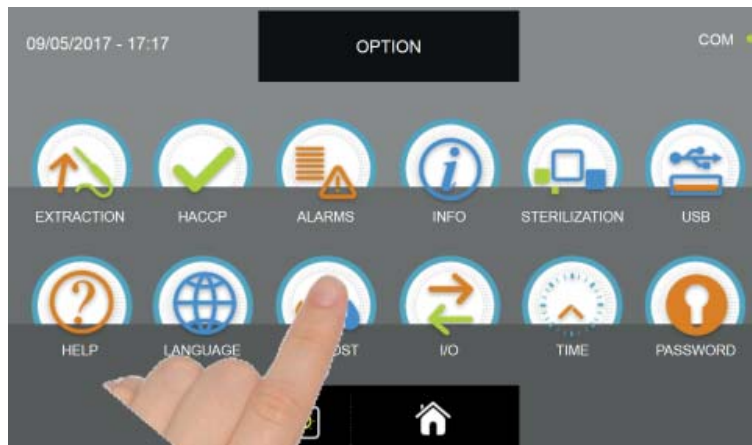 09/05/2017 - 17:17
OPTION
COM
EXTRACTION
HACCP
ALARMS
INFO
STERILIZATION
USB
HELP
LANGUAGE
I/O
TIME
PASSWORD